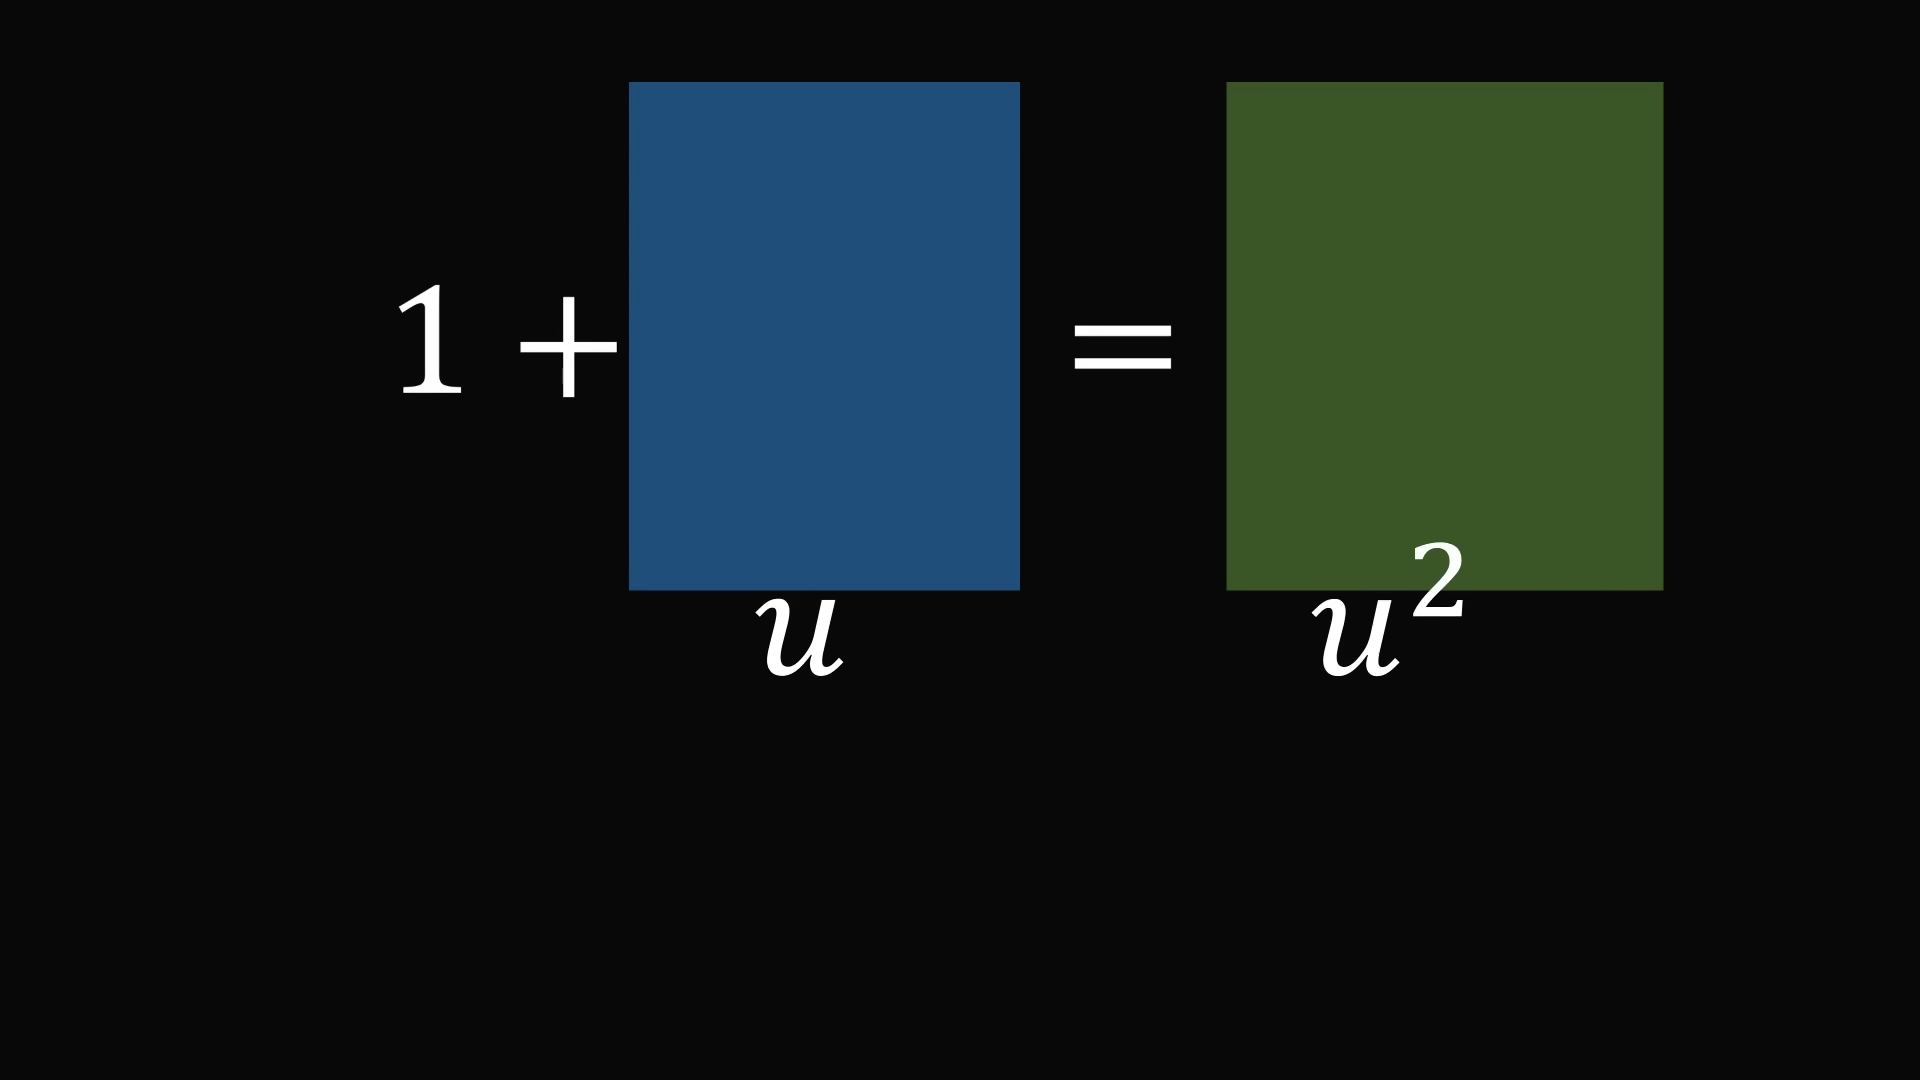 1 + =
u u²